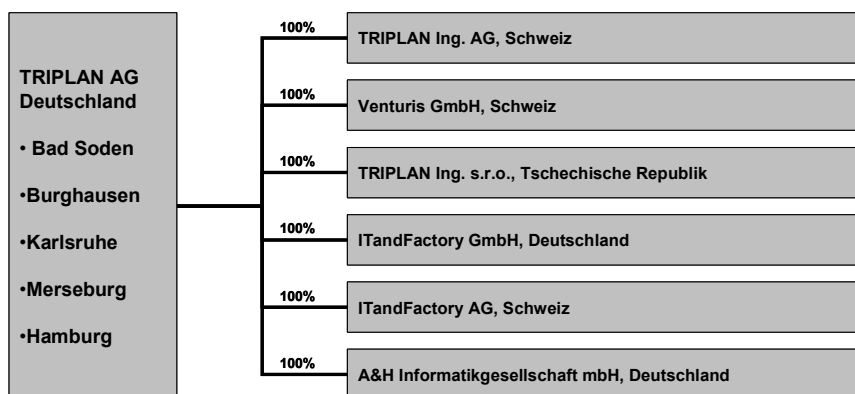 TRIPLAN AG
Deutschland
• Bad Soden
•Burghausen
•Karlsruhe
•Merseburg
•Hamburg
100%
TRIPLAN Ing. AG, Schweiz
100%
Venturis GmbH, Schweiz
100%
TRIPLAN Ing. s.r.o., Tschechische Republik
100%
ITandFactory GmbH, Deutschland
100%
ITandFactory AG, Schweiz
100%
A&H Informatikgesellschaft mbH, Deutschland